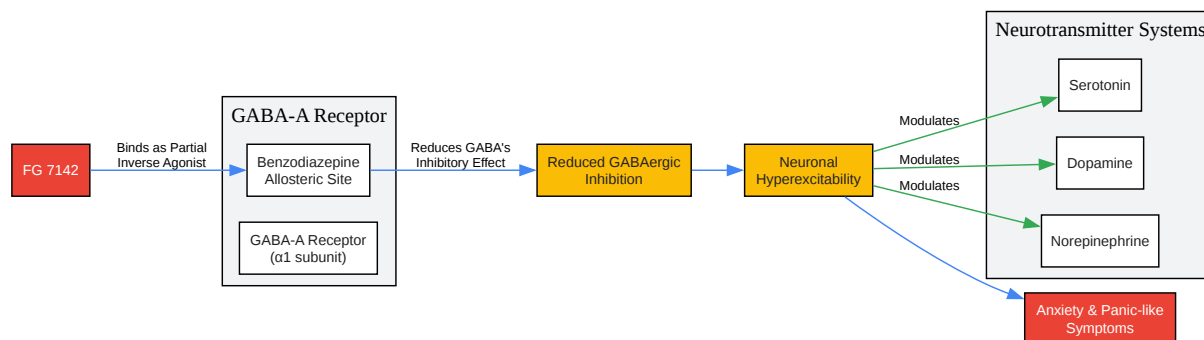 FG 7142
Binds as Partial
Inverse Agonist
GABA-A Receptor
Benzodiazepine
Allosteric Site
GABA-A Receptor
(α1 subunit)
Reduces GABA's
Inhibitory Effect
Reduced GABAergic
Inhibition
Neuronal
Hyperexcitability
Modulates
Modulates
Modulates
Neurotransmitter Systems
Serotonin
Dopamine
Norepinephrine
Anxiety & Panic-like
Symptoms